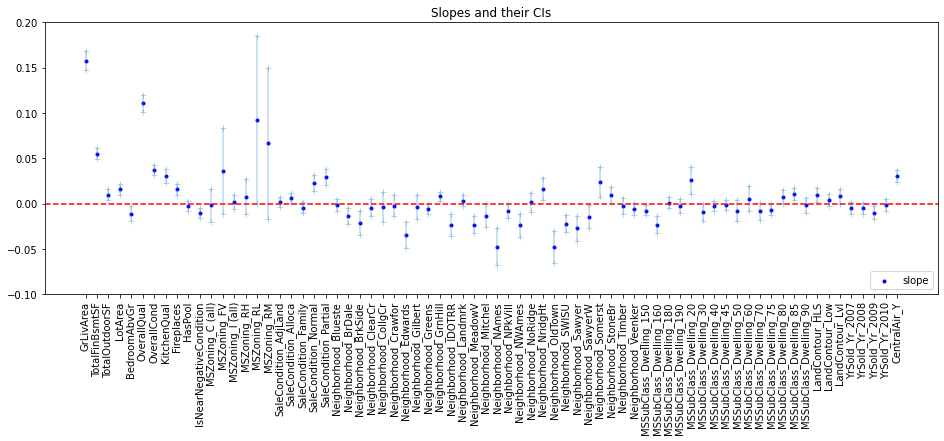 Slopes and their CIs
0.20
0.15
0.10
0.05
0.00
−0.05
−0.10
slope
GrLivArea
TotalFinBsmtSF
TotalOutdoorSF
LotArea
BedroomAbvGr
OverallQual
OverallCond
KitchenQual
Fireplaces
HasPool
IsNearNegativeCondition
MSZoning_C (all)
MSZoning_FV
MSZoning_I (all)
MSZoning_RH
MSZoning_RL
MSZoning_RM
SaleCondition_AdjLand
SaleCondition_Alloca
SaleCondition_Family
SaleCondition_Normal
SaleCondition_Partial
Neighborhood_Blueste
Neighborhood_BrDale
Neighborhood_BrkSide
Neighborhood_ClearCr
Neighborhood_CollgCr
Neighborhood_Crawfor
Neighborhood_Edwards
Neighborhood_Gilbert
Neighborhood_Greens
Neighborhood_GrnHill
Neighborhood_IDOTRR
Neighborhood_Landmrk
Neighborhood_MeadowV
Neighborhood_Mitchel
Neighborhood_NAmes
Neighborhood_NPkVill
Neighborhood_NWAmes
Neighborhood_NoRidge
Neighborhood_NridgHt
Neighborhood_OldTown
Neighborhood_SWISU
Neighborhood_Sawyer
Neighborhood_SawyerW
Neighborhood_Somerst
Neighborhood_StoneBr
Neighborhood_Timber
Neighborhood_Veenker
MSSubClass_Dwelling_150
MSSubClass_Dwelling_160
MSSubClass_Dwelling_180
MSSubClass_Dwelling_190
MSSubClass_Dwelling_20
MSSubClass_Dwelling_30
MSSubClass_Dwelling_40
MSSubClass_Dwelling_45
MSSubClass_Dwelling_50
MSSubClass_Dwelling_60
MSSubClass_Dwelling_70
MSSubClass_Dwelling_75
MSSubClass_Dwelling_80
MSSubClass_Dwelling_85
MSSubClass_Dwelling_90
LandContour_HLS
LandContour_Low
LandContour_Lvl
YrSold_Yr_2007
YrSold_Yr_2008
YrSold_Yr_2009
YrSold_Yr_2010
CentralAir_Y